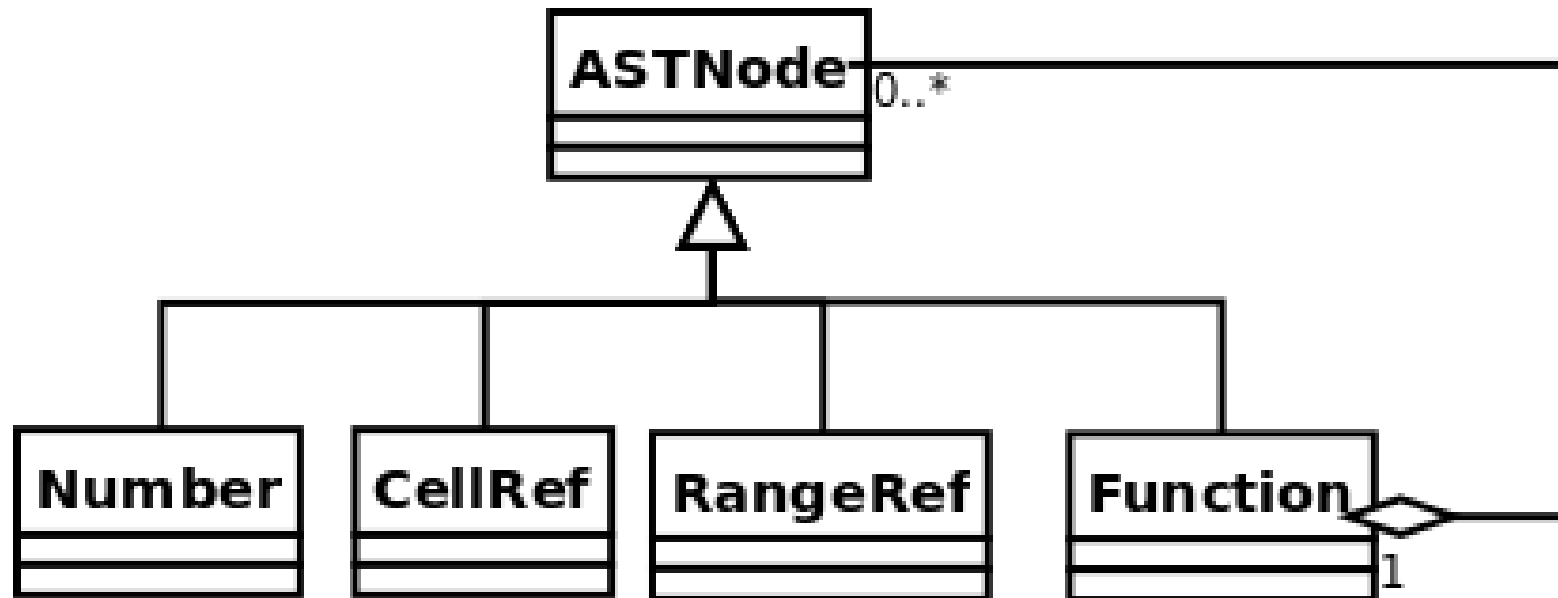 ASTNode
0..*
Number
CellRef
RangeRef
Function
1